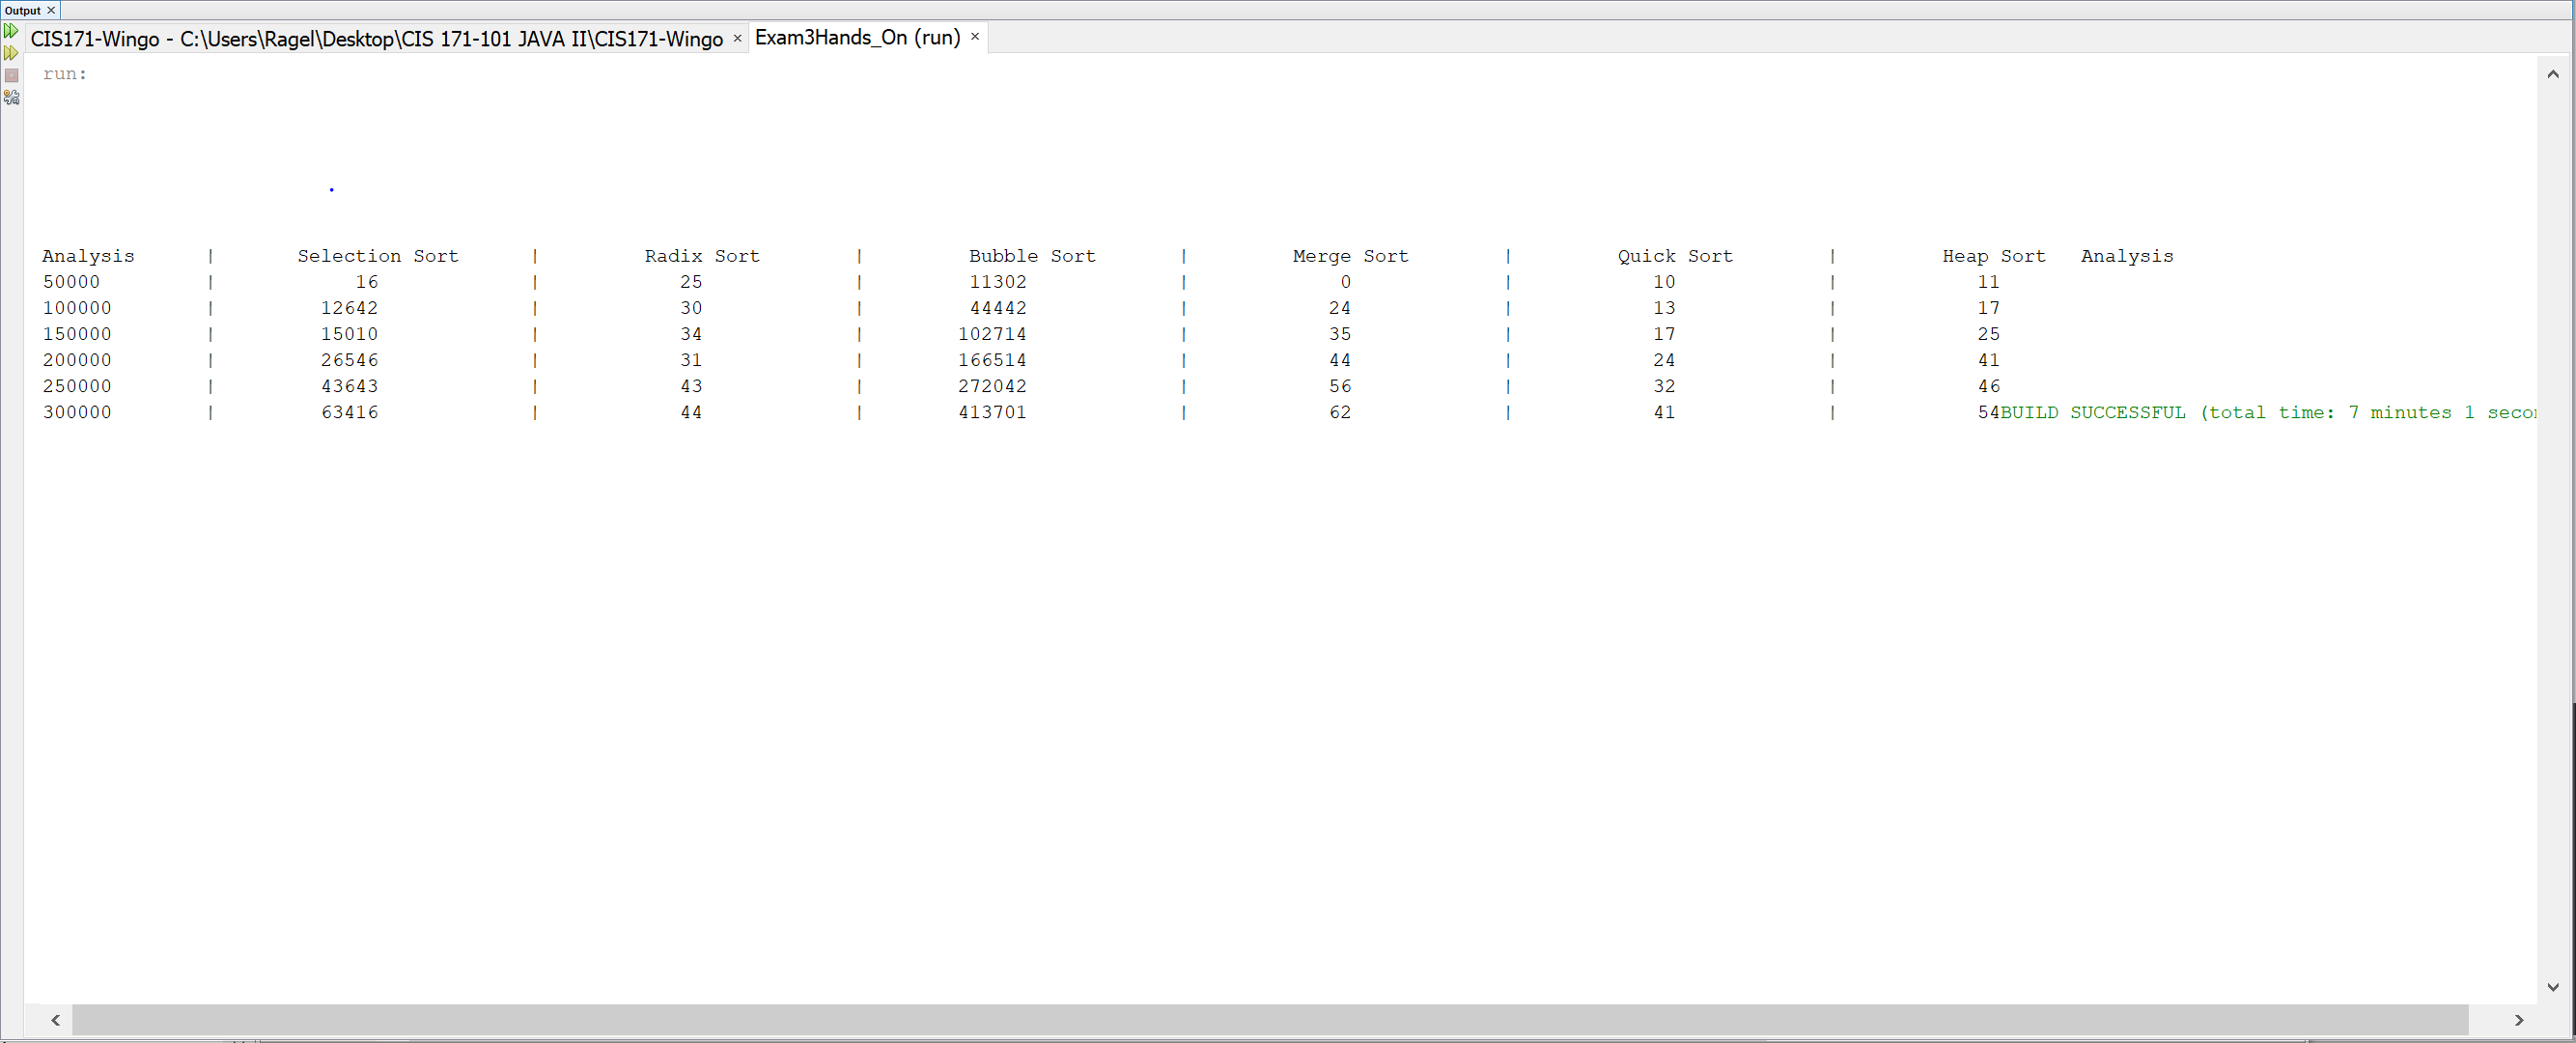 Output
CIS171-Wingo - C:\Users\Ragel\Desktop\CIS 171-101 JAVA II\CIS171-Wingo × Exam3Hands_On (run) ×
run:
Analysis | Selection Sort | Radix Sort | Bubble Sort | Merge Sort | Quick Sort | Heap Sort Analysis
50000 | 16 | 25 | 11302 | 0 | 10 | 11
100000 | 12642 | 30 | 44442 | 24 | 13 | 17
150000 | 15010 | 34 | 102714 | 35 | 17 | 25
200000 | 26546 | 31 | 166514 | 44 | 24 | 41
250000 | 43643 | 43 | 272042 | 56 | 32 | 46
300000 | 63416 | 44 | 413701 | 62 | 41 | 54BUILD SUCCESSFUL (total time: 7 minutes 1 seco